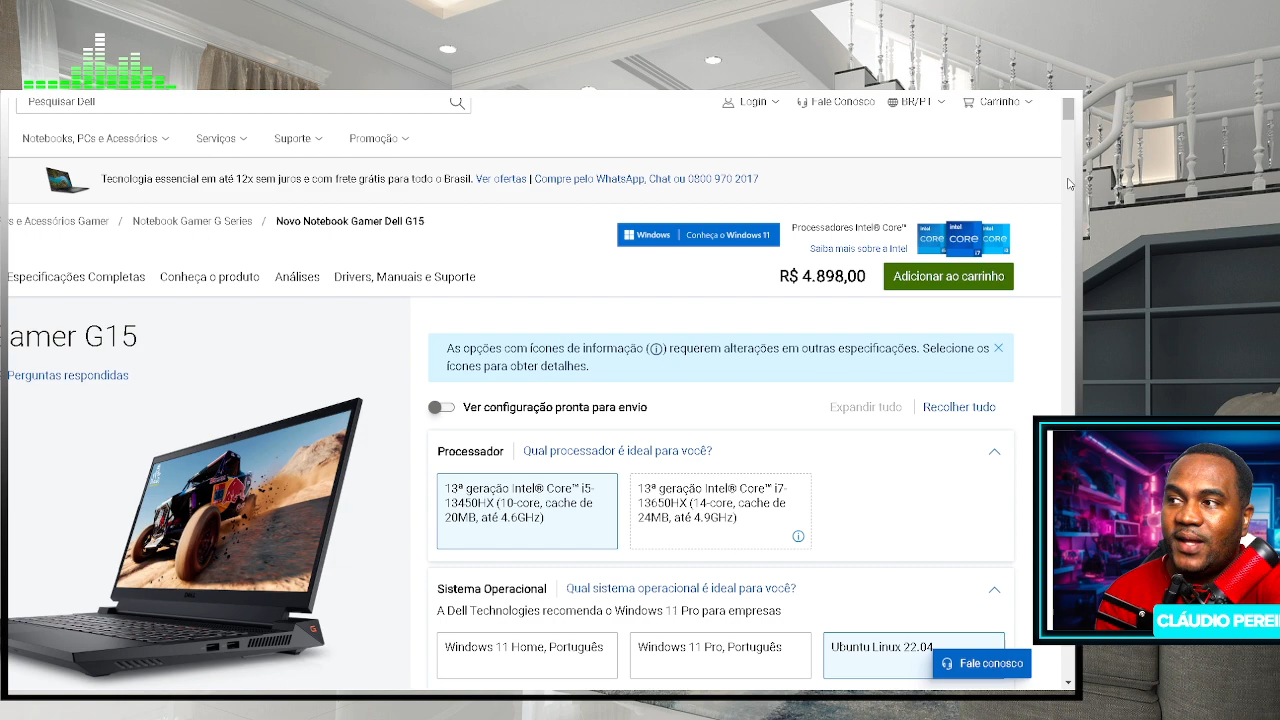 Pesquisar Dell
Login
Fale Conosco
BR/PT
Carrinho
Notebooks, PCs e Acessórios
Serviços
Suporte
Promoção
Tecnologia essencial em até 12x sem juros e com frete grátis para todo o Brasil. Ver ofertas | Compre pelo WhatsApp, Chat ou 0800 970 2017
s e Acessórios Gamer / Notebook Gamer G Series / Novo Notebook Gamer Dell G15
Windows | Conheça o Windows 11
Processadores Intel® Core™
Saiba mais sobre a Intel
intel CORE i7
CORE
CORE
Especificações Completas
Conheça o produto
Análises
Drivers, Manuais e Suporte
R$ 4.898,00
Adicionar ao carrinho
amer G15
Perguntas respondidas
As opções com ícones de informação (ⓘ) requerem alterações em outras especificações. Selecione os
ícones para obter detalhes.
Ver configuração pronta para envio
Expandir tudo
Recolher tudo
Processador
Qual processador é ideal para você?
13ª geração Intel® Core™ i5-
13450HX (10-core, cache de
20MB, até 4.6GHz)
13ª geração Intel® Core™ i7-
13650HX (14-core, cache de
24MB, até 4.9GHz)
Sistema Operacional
Qual sistema operacional é ideal para você?
A Dell Technologies recomenda o Windows 11 Pro para empresas
Windows 11 Home, Português
Windows 11 Pro, Português
Ubuntu Linux 22.04
Fale conosco
DELL
G
CLÁUDIO PEREI